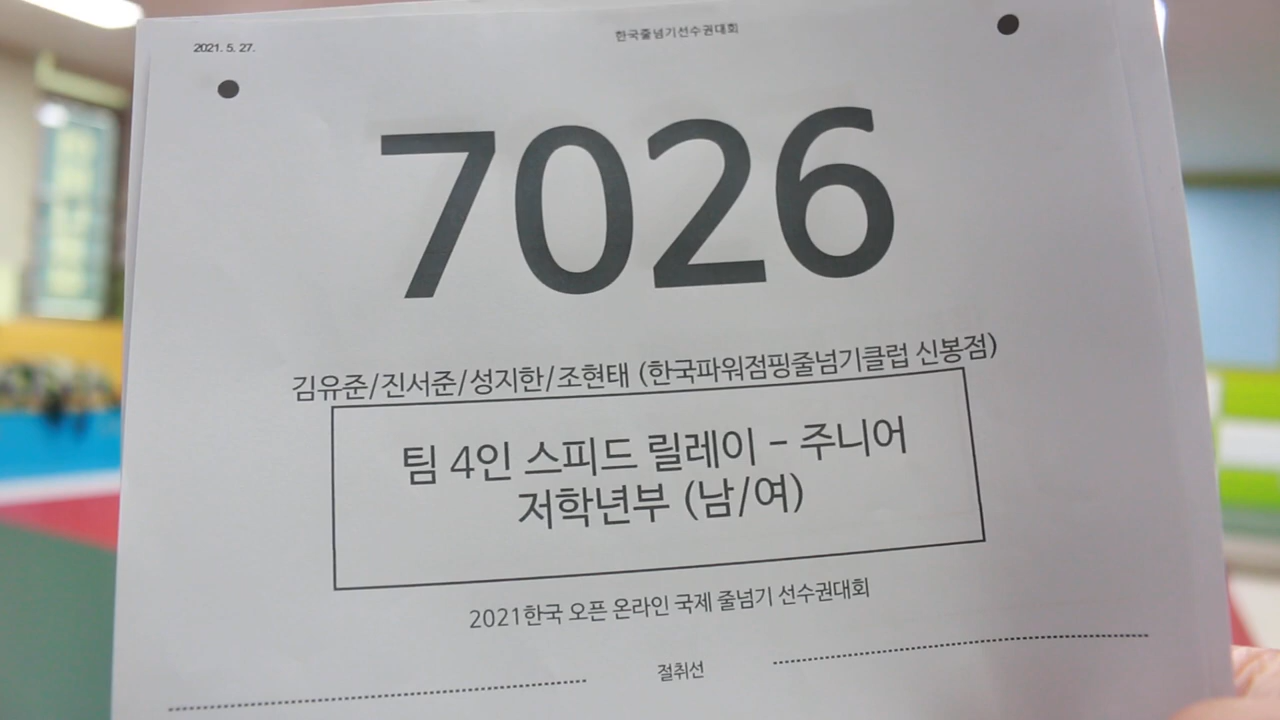 2021. 5. 27.
한국줄넘기선수권대회
7026
김유준/진서준/성지한/조현태 (한국파워점핑줄넘기클럽 신봉점)
팀 4인 스피드 릴레이 - 주니어
저학년부 (남/여)
2021한국 오픈 온라인 국제 줄넘기 선수권대회
절취선